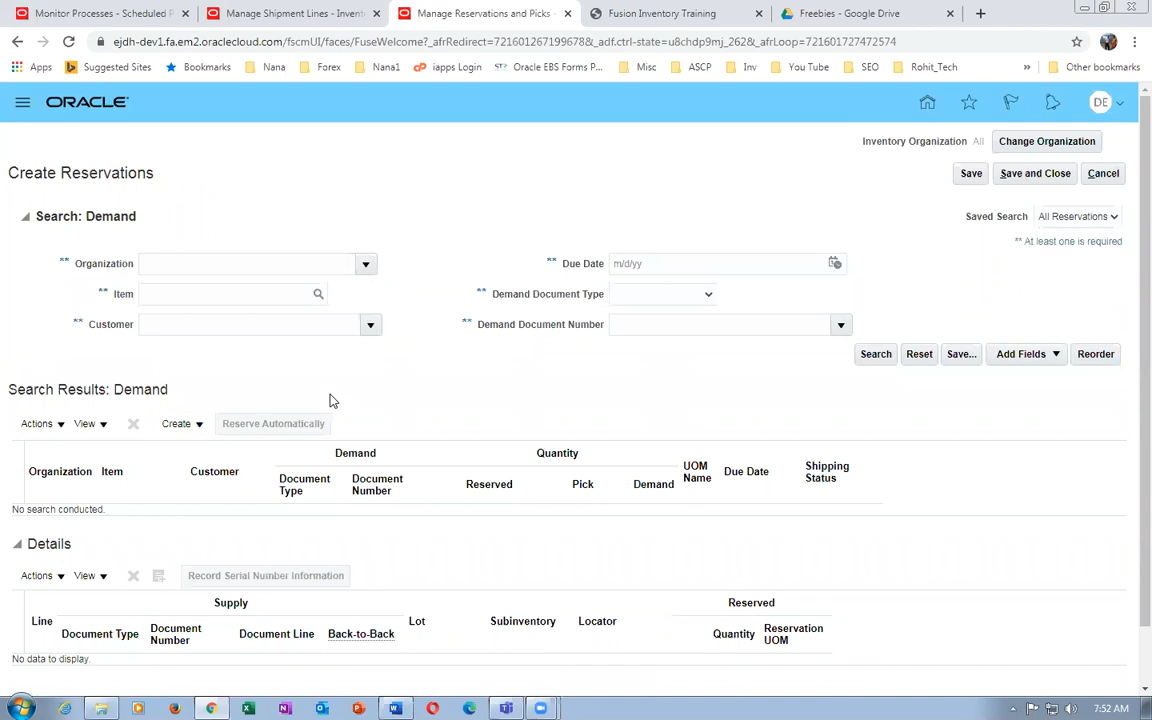 Monitor Processes - Scheduled P
Manage Shipment Lines - Invent
Manage Reservations and Picks -
Fusion Inventory Training
Freebies - Google Drive
ejdh-dev1.fa.em2.oraclecloud.com/fscmUI/faces/FuseWelcome?_afrRedirect=721601267199678&_adf.ctrl-state=u8chdp9mj_262&_afrLoop=721601727472574
Apps Suggested Sites Bookmarks Nana Forex Nana1 iapps Login Oracle EBS Forms P... Misc ASCP Inv You Tube SEO Rohit_Tech » Other bookmarks
ORACLE DE
Inventory Organization All Change Organization
Create Reservations Save Save and Close Cancel
Search: Demand Saved Search All Reservations
** At least one is required
** Organization ** Due Date m/d/yy
** Item ** Demand Document Type
** Customer ** Demand Document Number
Search Reset Save... Add Fields Reorder
Search Results: Demand
Actions View Create Reserve Automatically
Demand Quantity
Organization Item Customer Document Type Document Number Reserved Pick Demand UOM Name Due Date Shipping Status
No search conducted.
Details
Actions View Record Serial Number Information
Supply Reserved
Line Document Type Document Number Document Line Back-to-Back Lot Subinventory Locator Quantity Reservation UOM
No data to display.
7:52 AM